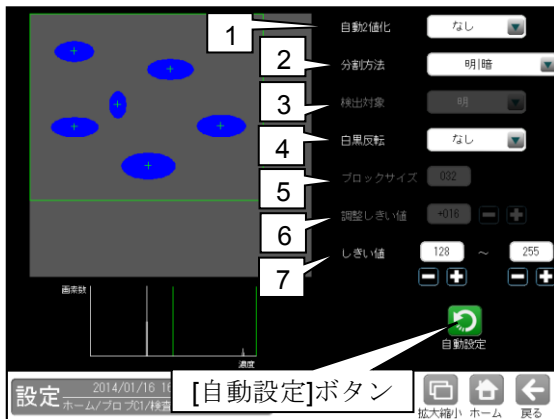 1 自動2値化 なし
2 分割方法 明|暗
3 検出対象 明
4 白黒反転 なし
5 ブロックサイズ 032
6 調整しきい値 +016
7 しきい値 128 ～ 255
画素数
濃度
自動設定
[自動設定]ボタン
設定 2014/01/16 16
ホーム/ブロブC1/検査
拡大縮小 ホーム 戻る